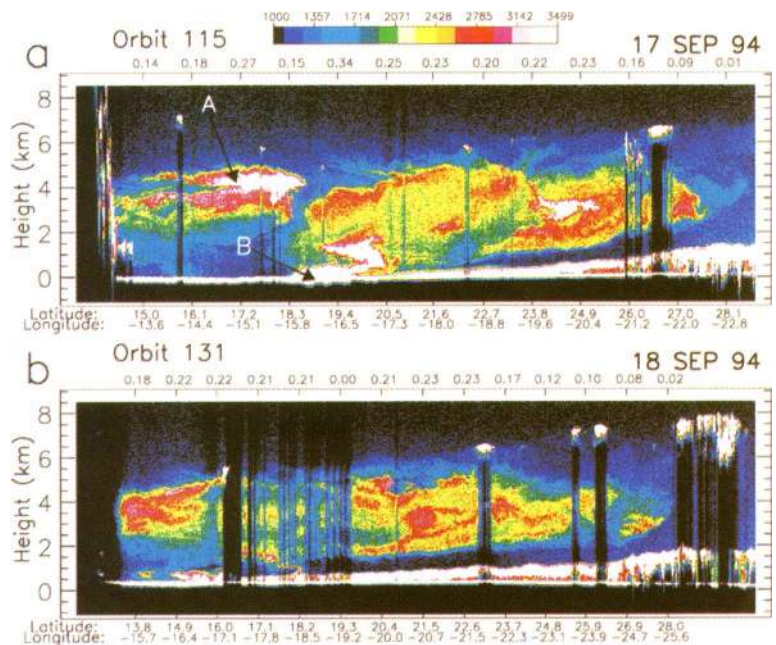 1000 1357 1714 2071 2428 2785 3142 3499
a Orbit 115 17 SEP 94
0.14 0.18 0.27 0.15 0.34 0.25 0.23 0.20 0.22 0.23 0.16 0.09 0.01
A
B
Height (km)
8
6
4
2
0
Latitude: 15.0 16.1 17.2 18.3 19.4 20.5 21.6 22.7 23.8 24.9 26.0 27.0 28.1
Longitude: -13.6 -14.4 -15.1 -15.8 -16.5 -17.3 -18.0 -18.8 -19.6 -20.4 -21.2 -22.0 -22.8
b Orbit 131 18 SEP 94
0.18 0.22 0.22 0.21 0.21 0.00 0.21 0.23 0.23 0.17 0.12 0.10 0.08 0.02
Height (km)
8
6
4
2
0
Latitude: 13.8 14.9 16.0 17.1 18.2 19.3 20.4 21.5 22.6 23.7 24.8 25.9 26.9 28.0
Longitude: -15.7 -16.4 -17.1 -17.8 -18.5 -19.2 -20.0 -20.7 -21.5 -22.3 -23.1 -23.9 -24.7 -25.6